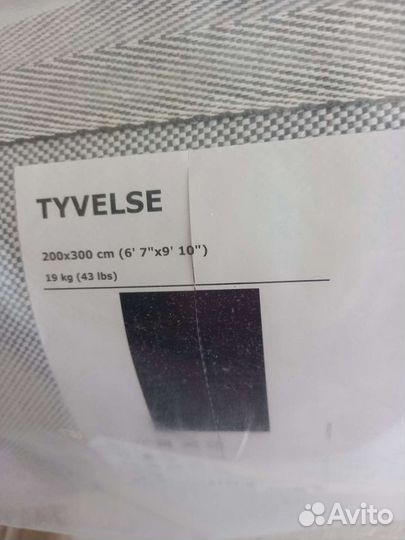 TYVELSE
200x300 cm (6' 7"x9' 10")
19 kg (43 lbs)
Avito